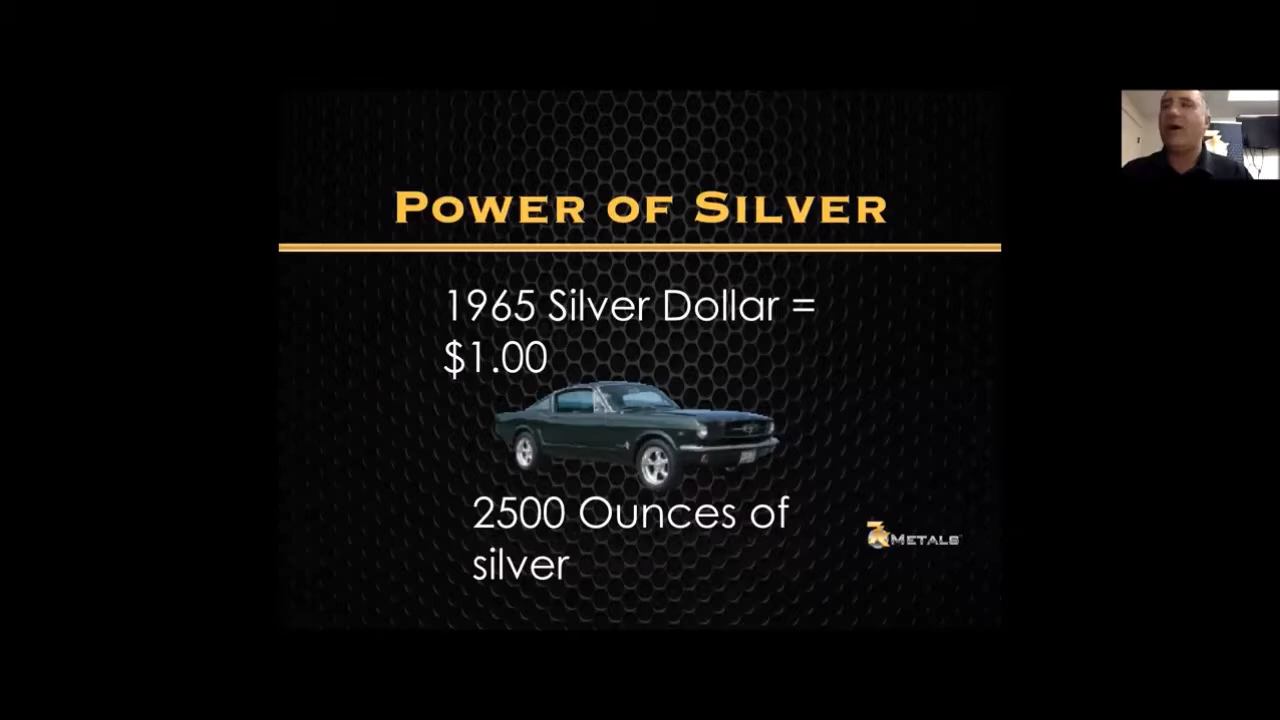 POWER OF SILVER
1965 Silver Dollar =
$1.00
2500 Ounces of
silver
METALS